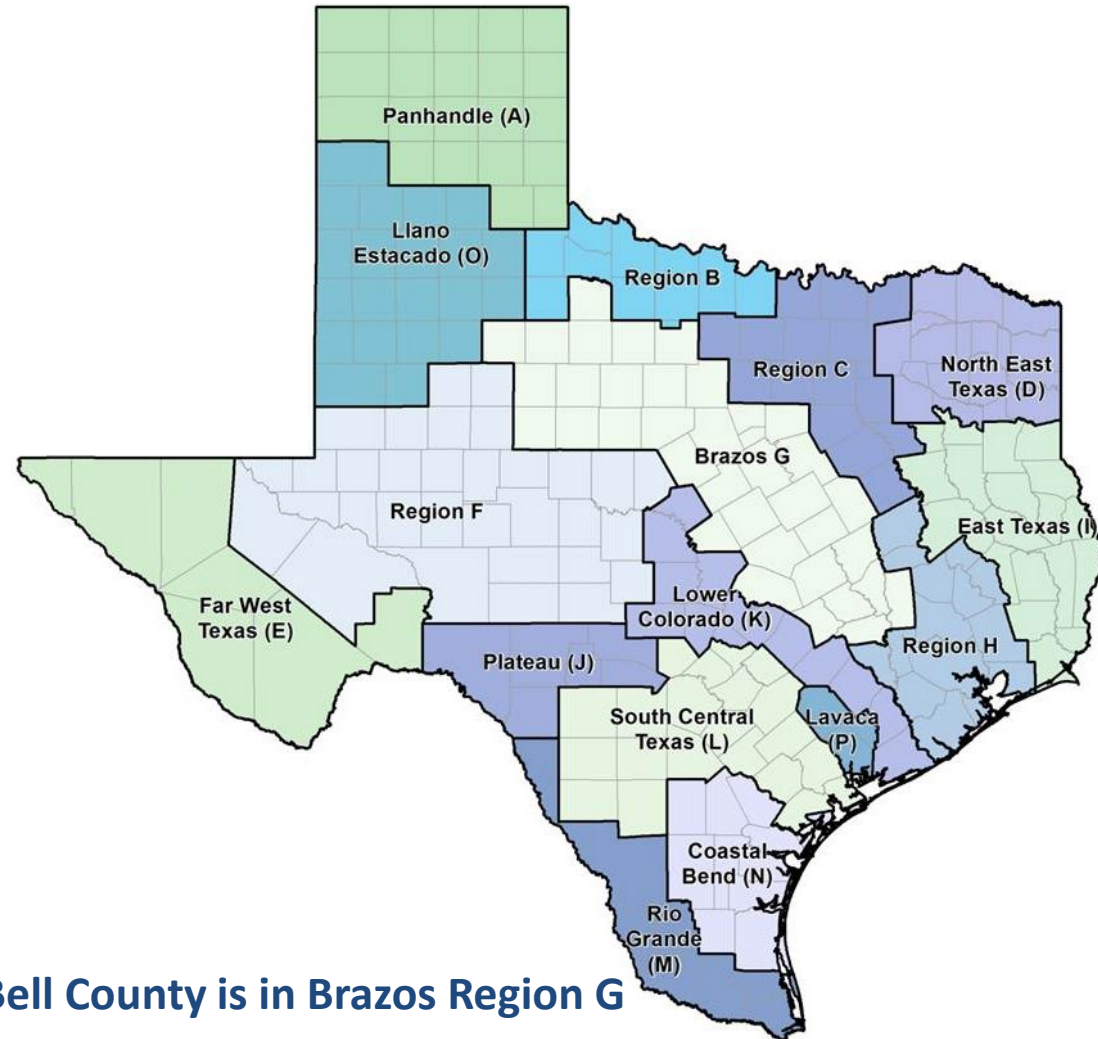 Panhandle (A)
Llano
Estacado (O)
Region B
Region C
North East
Texas (D)
Brazos G
Region F
East Texas (I)
Far West
Texas (E)
Lower
Colorado (K)
Region H
Plateau (J)
South Central
Texas (L)
Lavaca
(P)
Coastal
Bend (N)
Rio
Grande
(M)
Bell County is in Brazos Region G